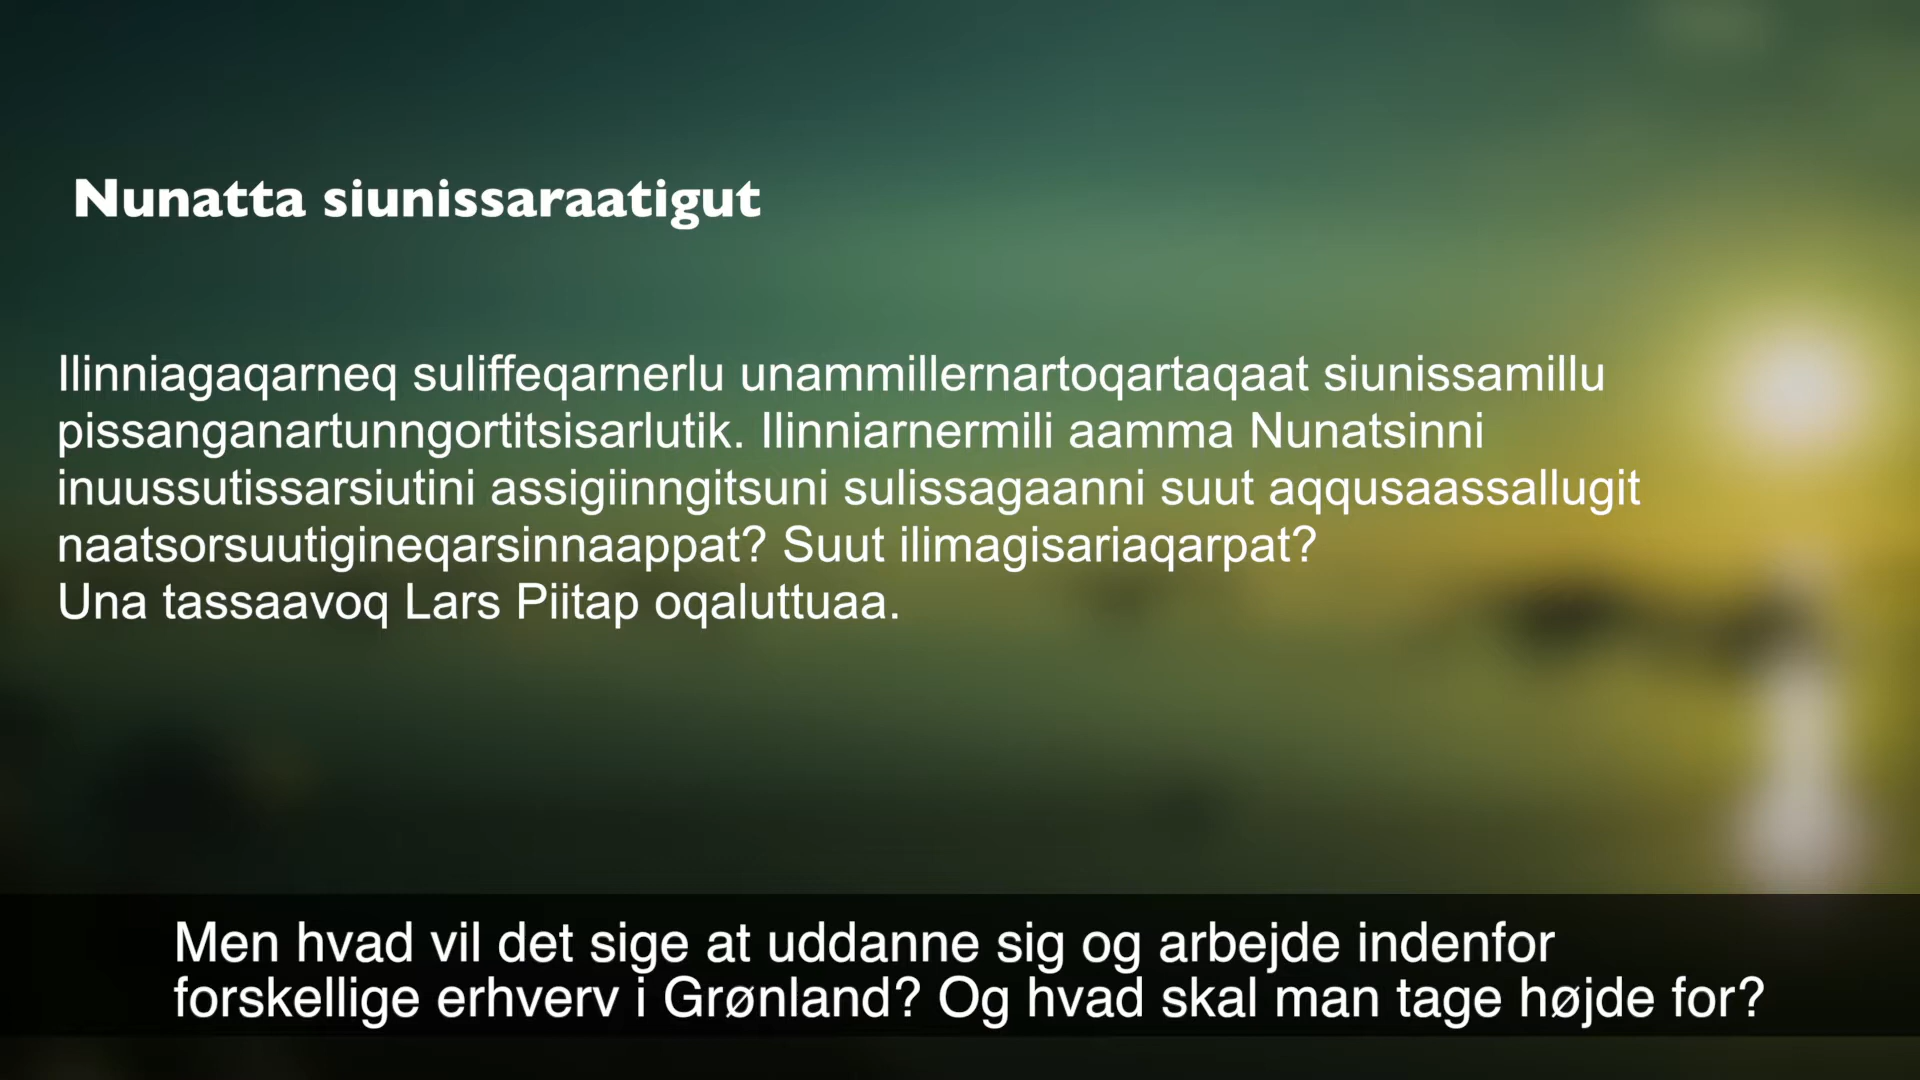 Nunatta siunissaraatigut
Ilinniagaqarneq suliffeqarnerlu unammillernartoqartaqaat siunissamillu
pissanganartunngortitsisarlutik. Ilinniarnermili aamma Nunatsinni
inuussutissarsiutini assigiinngitsuni sulissagaanni suut aqqusaassallugit
naatsorsuutigineqarsinnaappat? Suut ilimagisariaqarpat?
Una tassaavoq Lars Piitap oqaluttuaa.
Men hvad vil det sige at uddanne sig og arbejde indenfor
forskellige erhverv i Grønland? Og hvad skal man tage højde for?